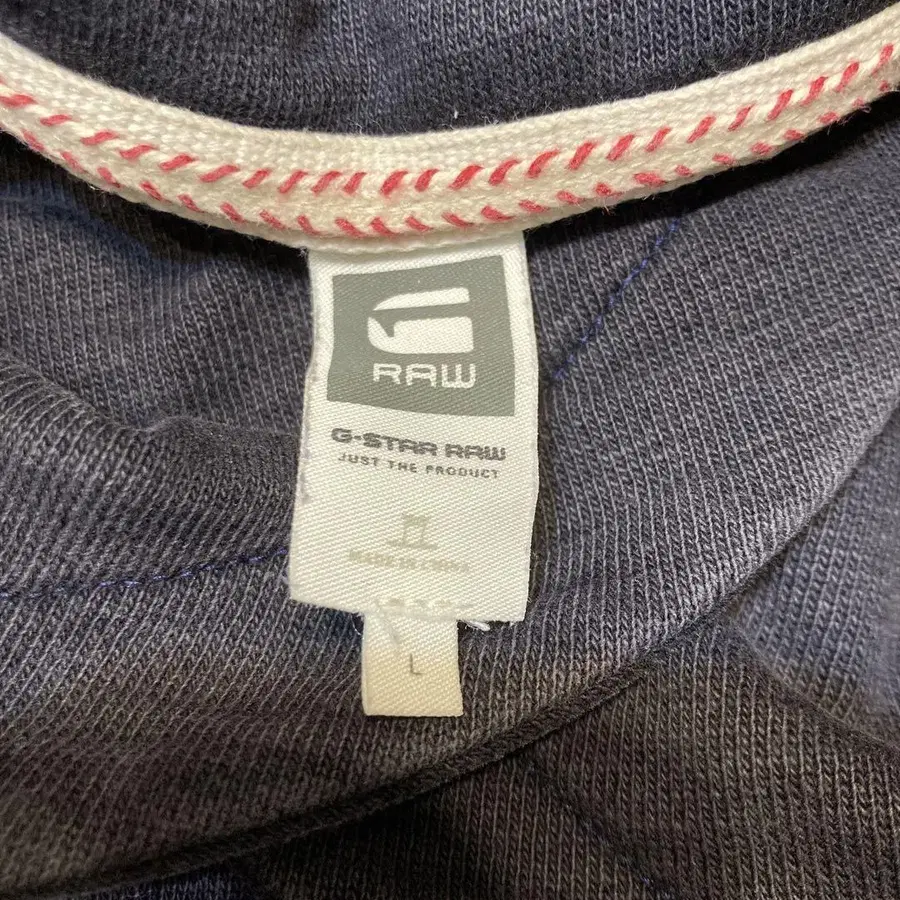 RAW
G-STAR RAW
JUST THE PRODUCT
MADE IN CHINA
L